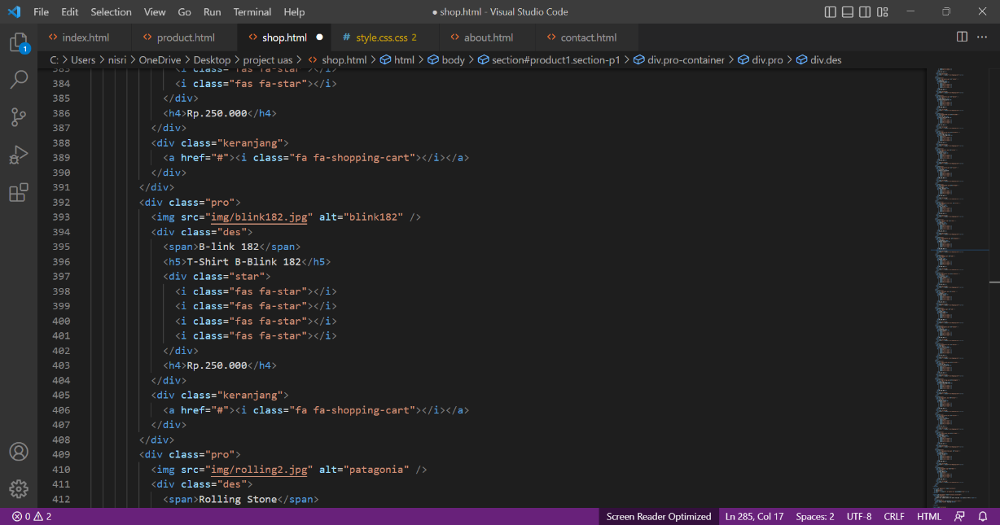 File Edit Selection View Go Run Terminal Help
● shop.html - Visual Studio Code
index.html product.html shop.html style.css.css 2 about.html contact.html
C: > Users > nisri > OneDrive > Desktop > project uas > shop.html > html > body > section#product1.section-p1 > div.pro-container > div.pro > div.des
383 <i class="fas fa-star"></i>
384 <i class="fas fa-star"></i>
385 </div>
386 <h4>Rp.250.000</h4>
387 </div>
388 <div class="keranjang">
389 <a href="#"><i class="fa fa-shopping-cart"></i></a>
390 </div>
391 </div>
392 <div class="pro">
393 <img src="img/blink182.jpg" alt="blink182" />
394 <div class="des">
395 <span>B-link 182</span>
396 <h5>T-Shirt B-Blink 182</h5>
397 <div class="star">
398 <i class="fas fa-star"></i>
399 <i class="fas fa-star"></i>
400 <i class="fas fa-star"></i>
401 <i class="fas fa-star"></i>
402 </div>
403 <h4>Rp.250.000</h4>
404 </div>
405 <div class="keranjang">
406 <a href="#"><i class="fa fa-shopping-cart"></i></a>
407 </div>
408 </div>
409 <div class="pro">
410 <img src="img/rolling2.jpg" alt="patagonia" />
411 <div class="des">
412 <span>Rolling Stone</span>
1
0 2 Screen Reader Optimized Ln 285, Col 17 Spaces: 2 UTF-8 CRLF HTML